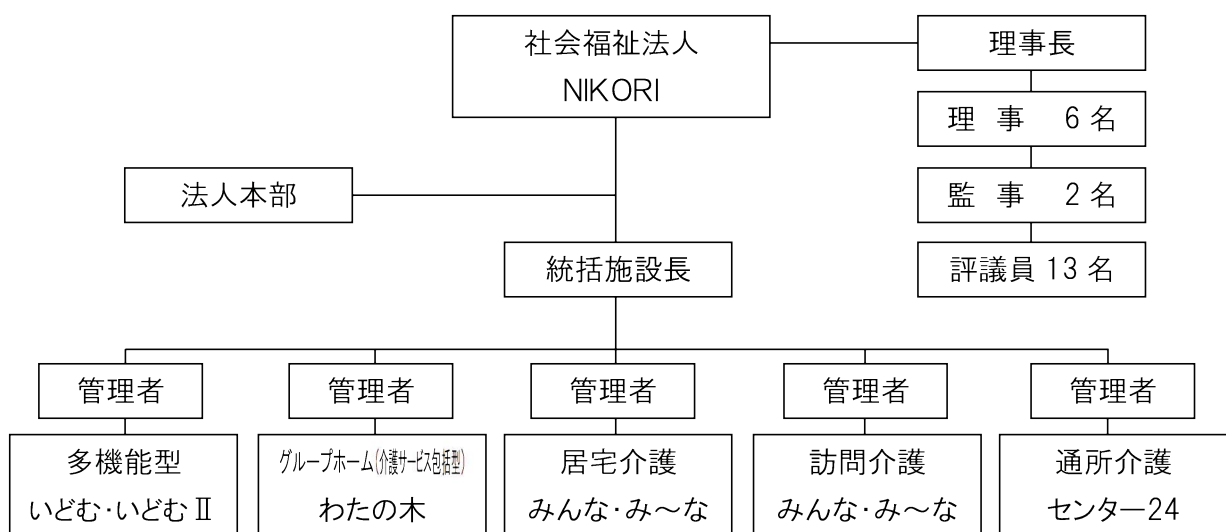 社会福祉法人
NIKORI
理事長
理 事 6 名
監 事 2 名
評議員 13 名
法人本部
統括施設長
管理者
管理者
管理者
管理者
管理者
多機能型
いどむ・いどむⅡ
グループホーム(介護サービス包括型)
わたの木
居宅介護
みんな・み～な
訪問介護
みんな・み～な
通所介護
センター24